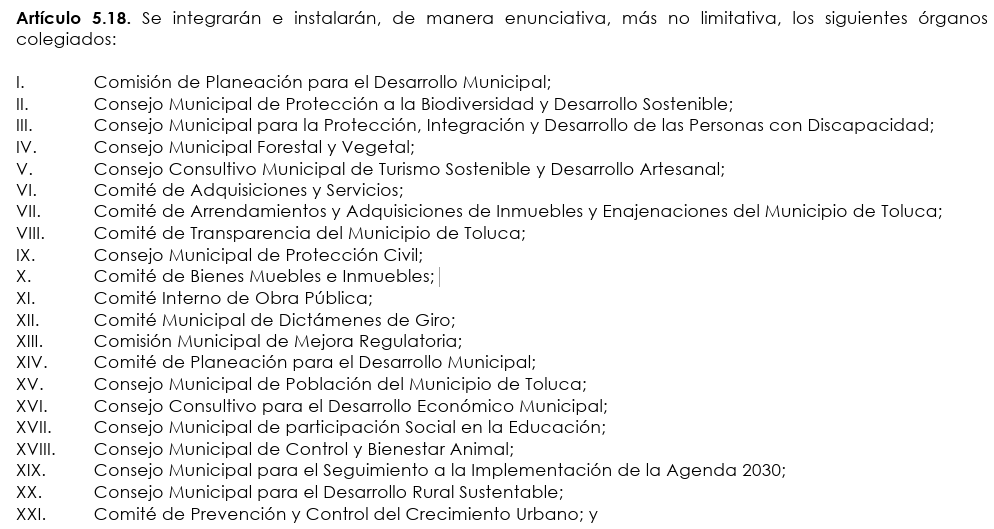 Artículo 5.18. Se integrarán e instalarán, de manera enunciativa, más no limitativa, los siguientes órganos
colegiados:
I. Comisión de Planeación para el Desarrollo Municipal;
II. Consejo Municipal de Protección a la Biodiversidad y Desarrollo Sostenible;
III. Consejo Municipal para la Protección, Integración y Desarrollo de las Personas con Discapacidad;
IV. Consejo Municipal Forestal y Vegetal;
V. Consejo Consultivo Municipal de Turismo Sostenible y Desarrollo Artesanal;
VI. Comité de Adquisiciones y Servicios;
VII. Comité de Arrendamientos y Adquisiciones de Inmuebles y Enajenaciones del Municipio de Toluca;
VIII. Comité de Transparencia del Municipio de Toluca;
IX. Consejo Municipal de Protección Civil;
X. Comité de Bienes Muebles e Inmuebles;
XI. Comité Interno de Obra Pública;
XII. Comité Municipal de Dictámenes de Giro;
XIII. Comisión Municipal de Mejora Regulatoria;
XIV. Comité de Planeación para el Desarrollo Municipal;
XV. Consejo Municipal de Población del Municipio de Toluca;
XVI. Consejo Consultivo para el Desarrollo Económico Municipal;
XVII. Consejo Municipal de participación Social en la Educación;
XVIII. Consejo Municipal de Control y Bienestar Animal;
XIX. Consejo Municipal para el Seguimiento a la Implementación de la Agenda 2030;
XX. Consejo Municipal para el Desarrollo Rural Sustentable;
XXI. Comité de Prevención y Control del Crecimiento Urbano; y